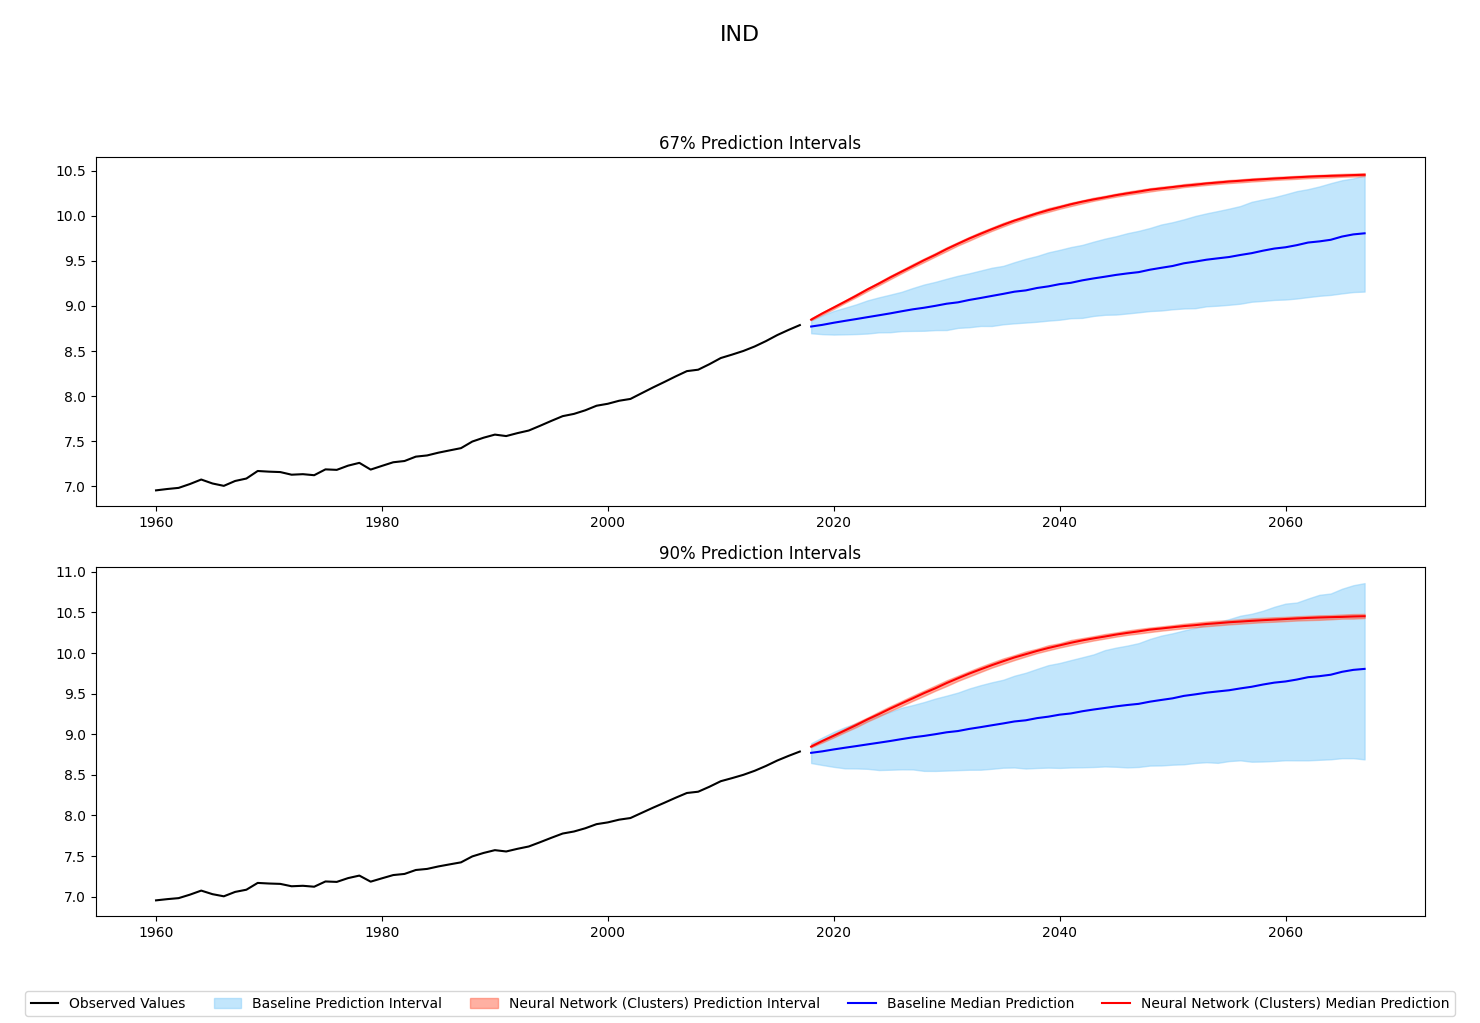 IND
67% Prediction Intervals
10.5
10.0
9.5
9.0
8.5
8.0
7.5
7.0
1960 1980 2000 2020 2040 2060
90% Prediction Intervals
11.0
10.5
10.0
9.5
9.0
8.5
8.0
7.5
7.0
1960 1980 2000 2020 2040 2060
Observed Values Baseline Prediction Interval Neural Network (Clusters) Prediction Interval Baseline Median Prediction Neural Network (Clusters) Median Prediction